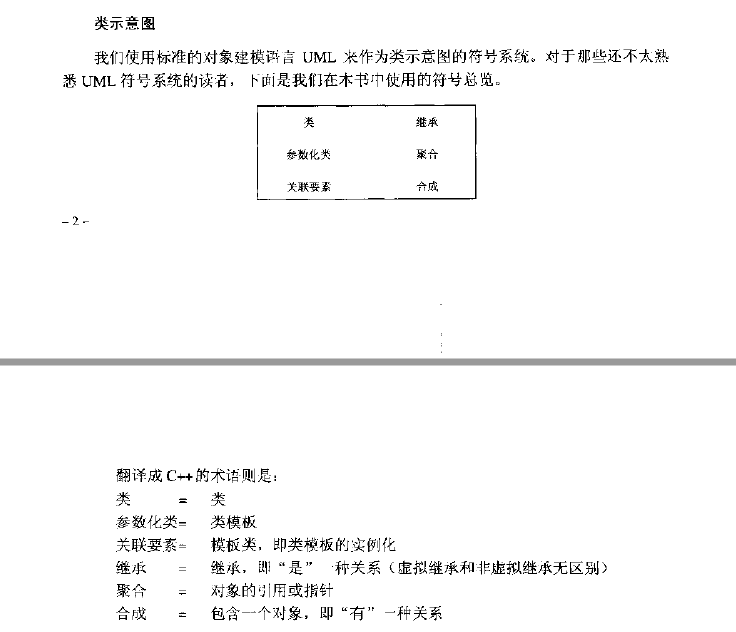 类示意图
我们使用标准的对象建模语言 UML 来作为类示意图的符号系统。对于那些还不太熟
悉 UML 符号系统的读者，下面是我们在本书中使用的符号总览。
类 继承
参数化类 聚合
关联要素 合成
– 2 –
翻译成 C++ 的术语则是：
类 = 类
参数化类= 类模板
关联要素= 模板类，即类模板的实例化
继承 = 继承，即“是”一种关系（虚拟继承和非虚拟继承无区别）
聚合 = 对象的引用或指针
合成 = 包含一个对象，即“有”一种关系